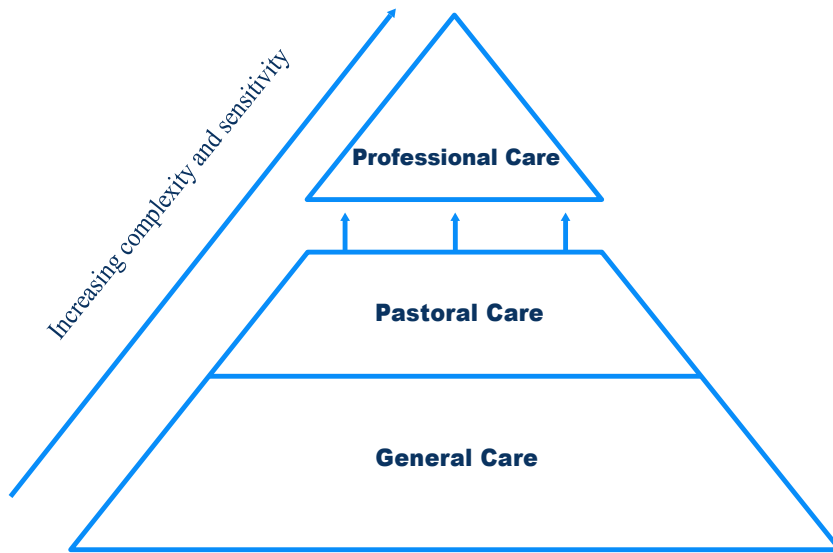 Increasing complexity and sensitivity
Professional Care
Pastoral Care
General Care